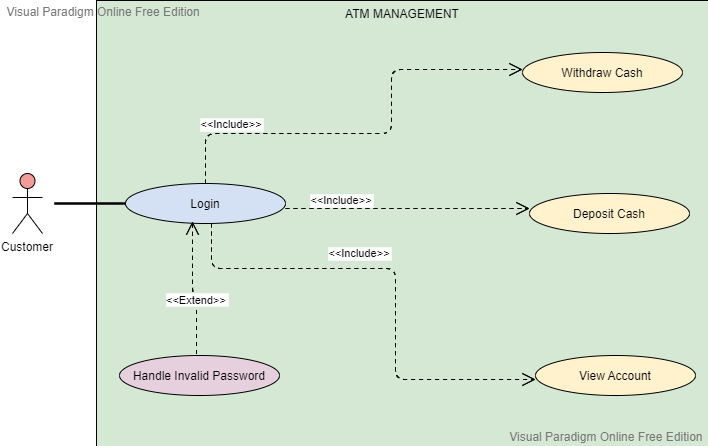 Visual Paradigm Online Free Edition
ATM MANAGEMENT
Withdraw Cash
<<Include>>
Customer
Login
<<Include>>
Deposit Cash
<<Include>>
<<Extend>>
Handle Invalid Password
View Account
Visual Paradigm Online Free Edition